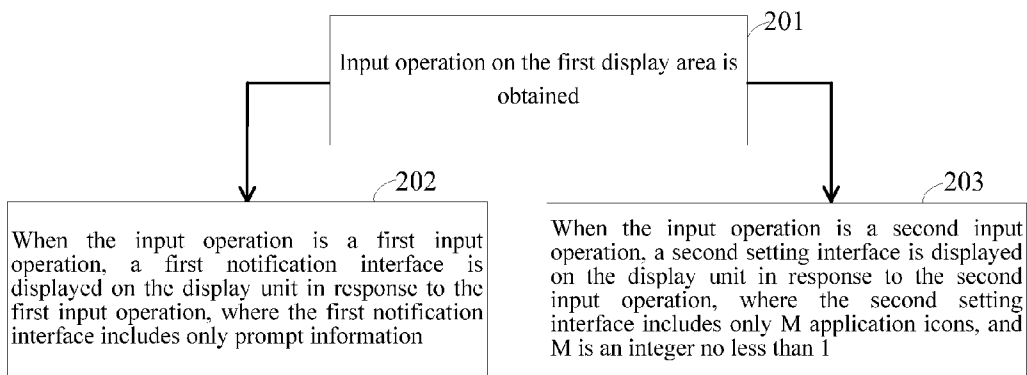 201
Input operation on the first display area is
obtained
202
When the input operation is a first input
operation, a first notification interface is
displayed on the display unit in response to the
first input operation, where the first notification
interface includes only prompt information
203
When the input operation is a second input
operation, a second setting interface is displayed
on the display unit in response to the second
input operation, where the second setting
interface includes only M application icons, and
M is an integer no less than 1